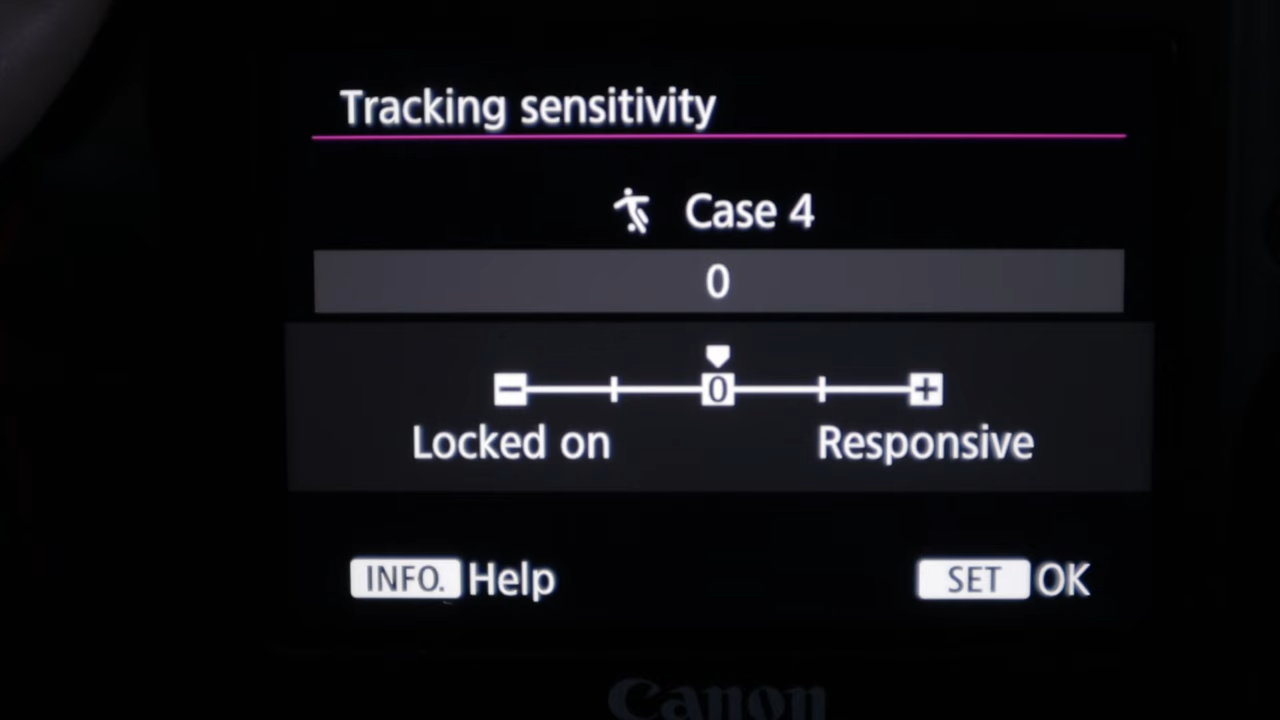 Tracking sensitivity
Case 4
0
− 0 +
Locked on Responsive
INFO. Help SET OK
Canon